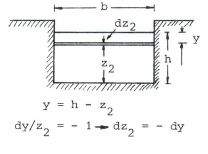 b
dz₂
y
h
z₂
y = h - z₂
dy/z₂ = - 1 → dz₂ = - dy